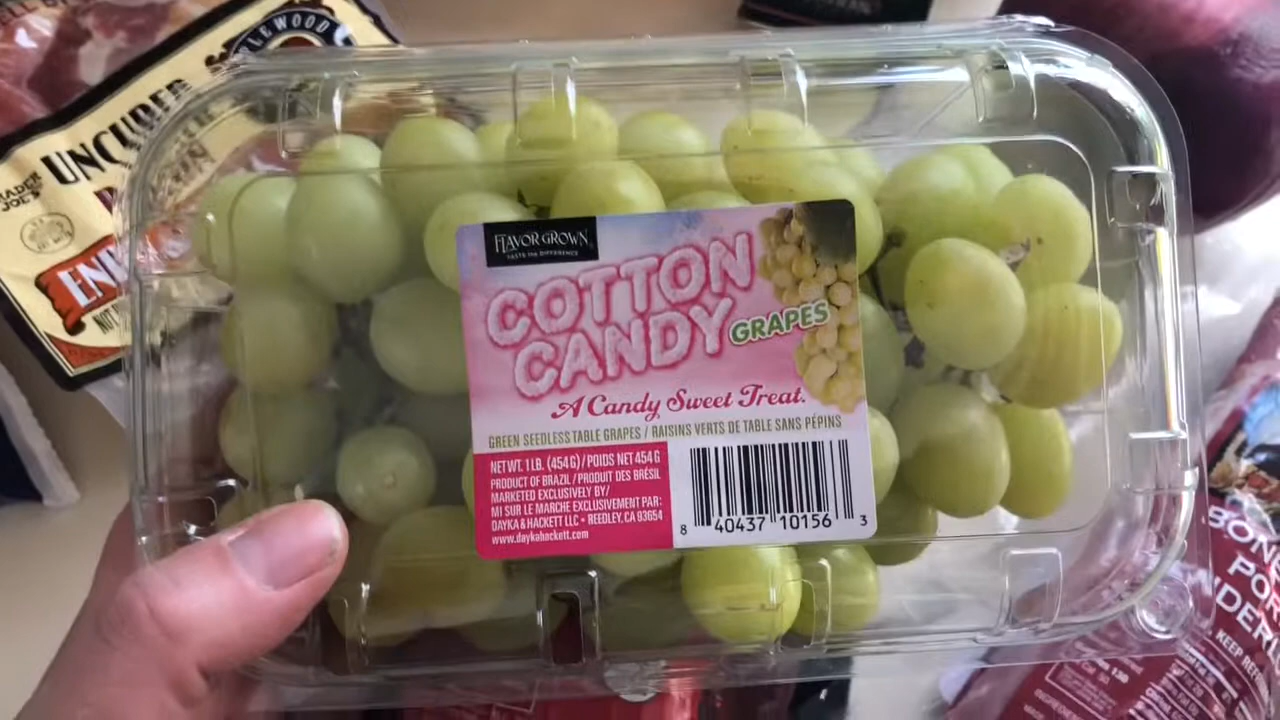 UNCURED
TRADER
JOE'S
FLAVOR GROWN
TASTE THE DIFFERENCE
COTTON
CANDY
GRAPES
A Candy Sweet Treat.
GREEN SEEDLESS TABLE GRAPES / RAISINS VERTS DE TABLE SANS PÉPINS
NET WT. 1 LB. (454 G) / POIDS NET 454 G
PRODUCT OF BRAZIL / PRODUIT DES BRÉSIL
MARKETED EXCLUSIVELY BY/
MI SUR LE MARCHE EXCLUSIVEMENT PAR:
DAYKA & HACKETT LLC • REEDLEY, CA 93654
www.daykahackett.com
8 40437 10156 3
PORK
KEEP REF